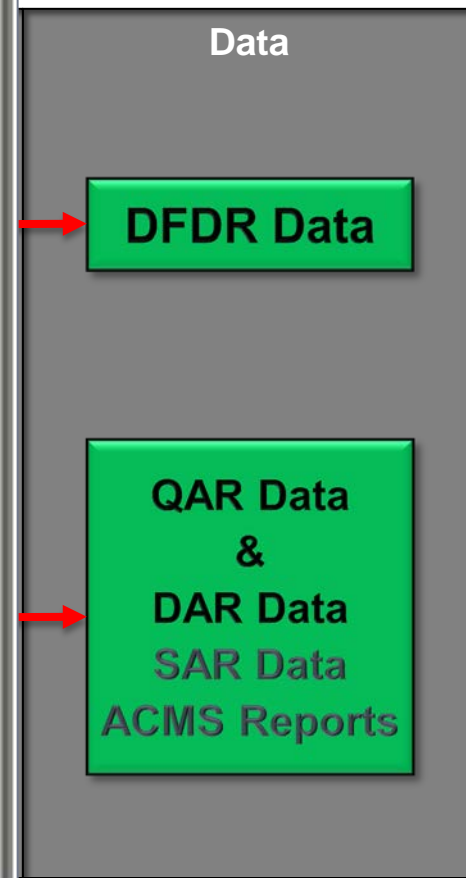 Data
DFDR Data
QAR Data
&
DAR Data
SAR Data
ACMS Reports